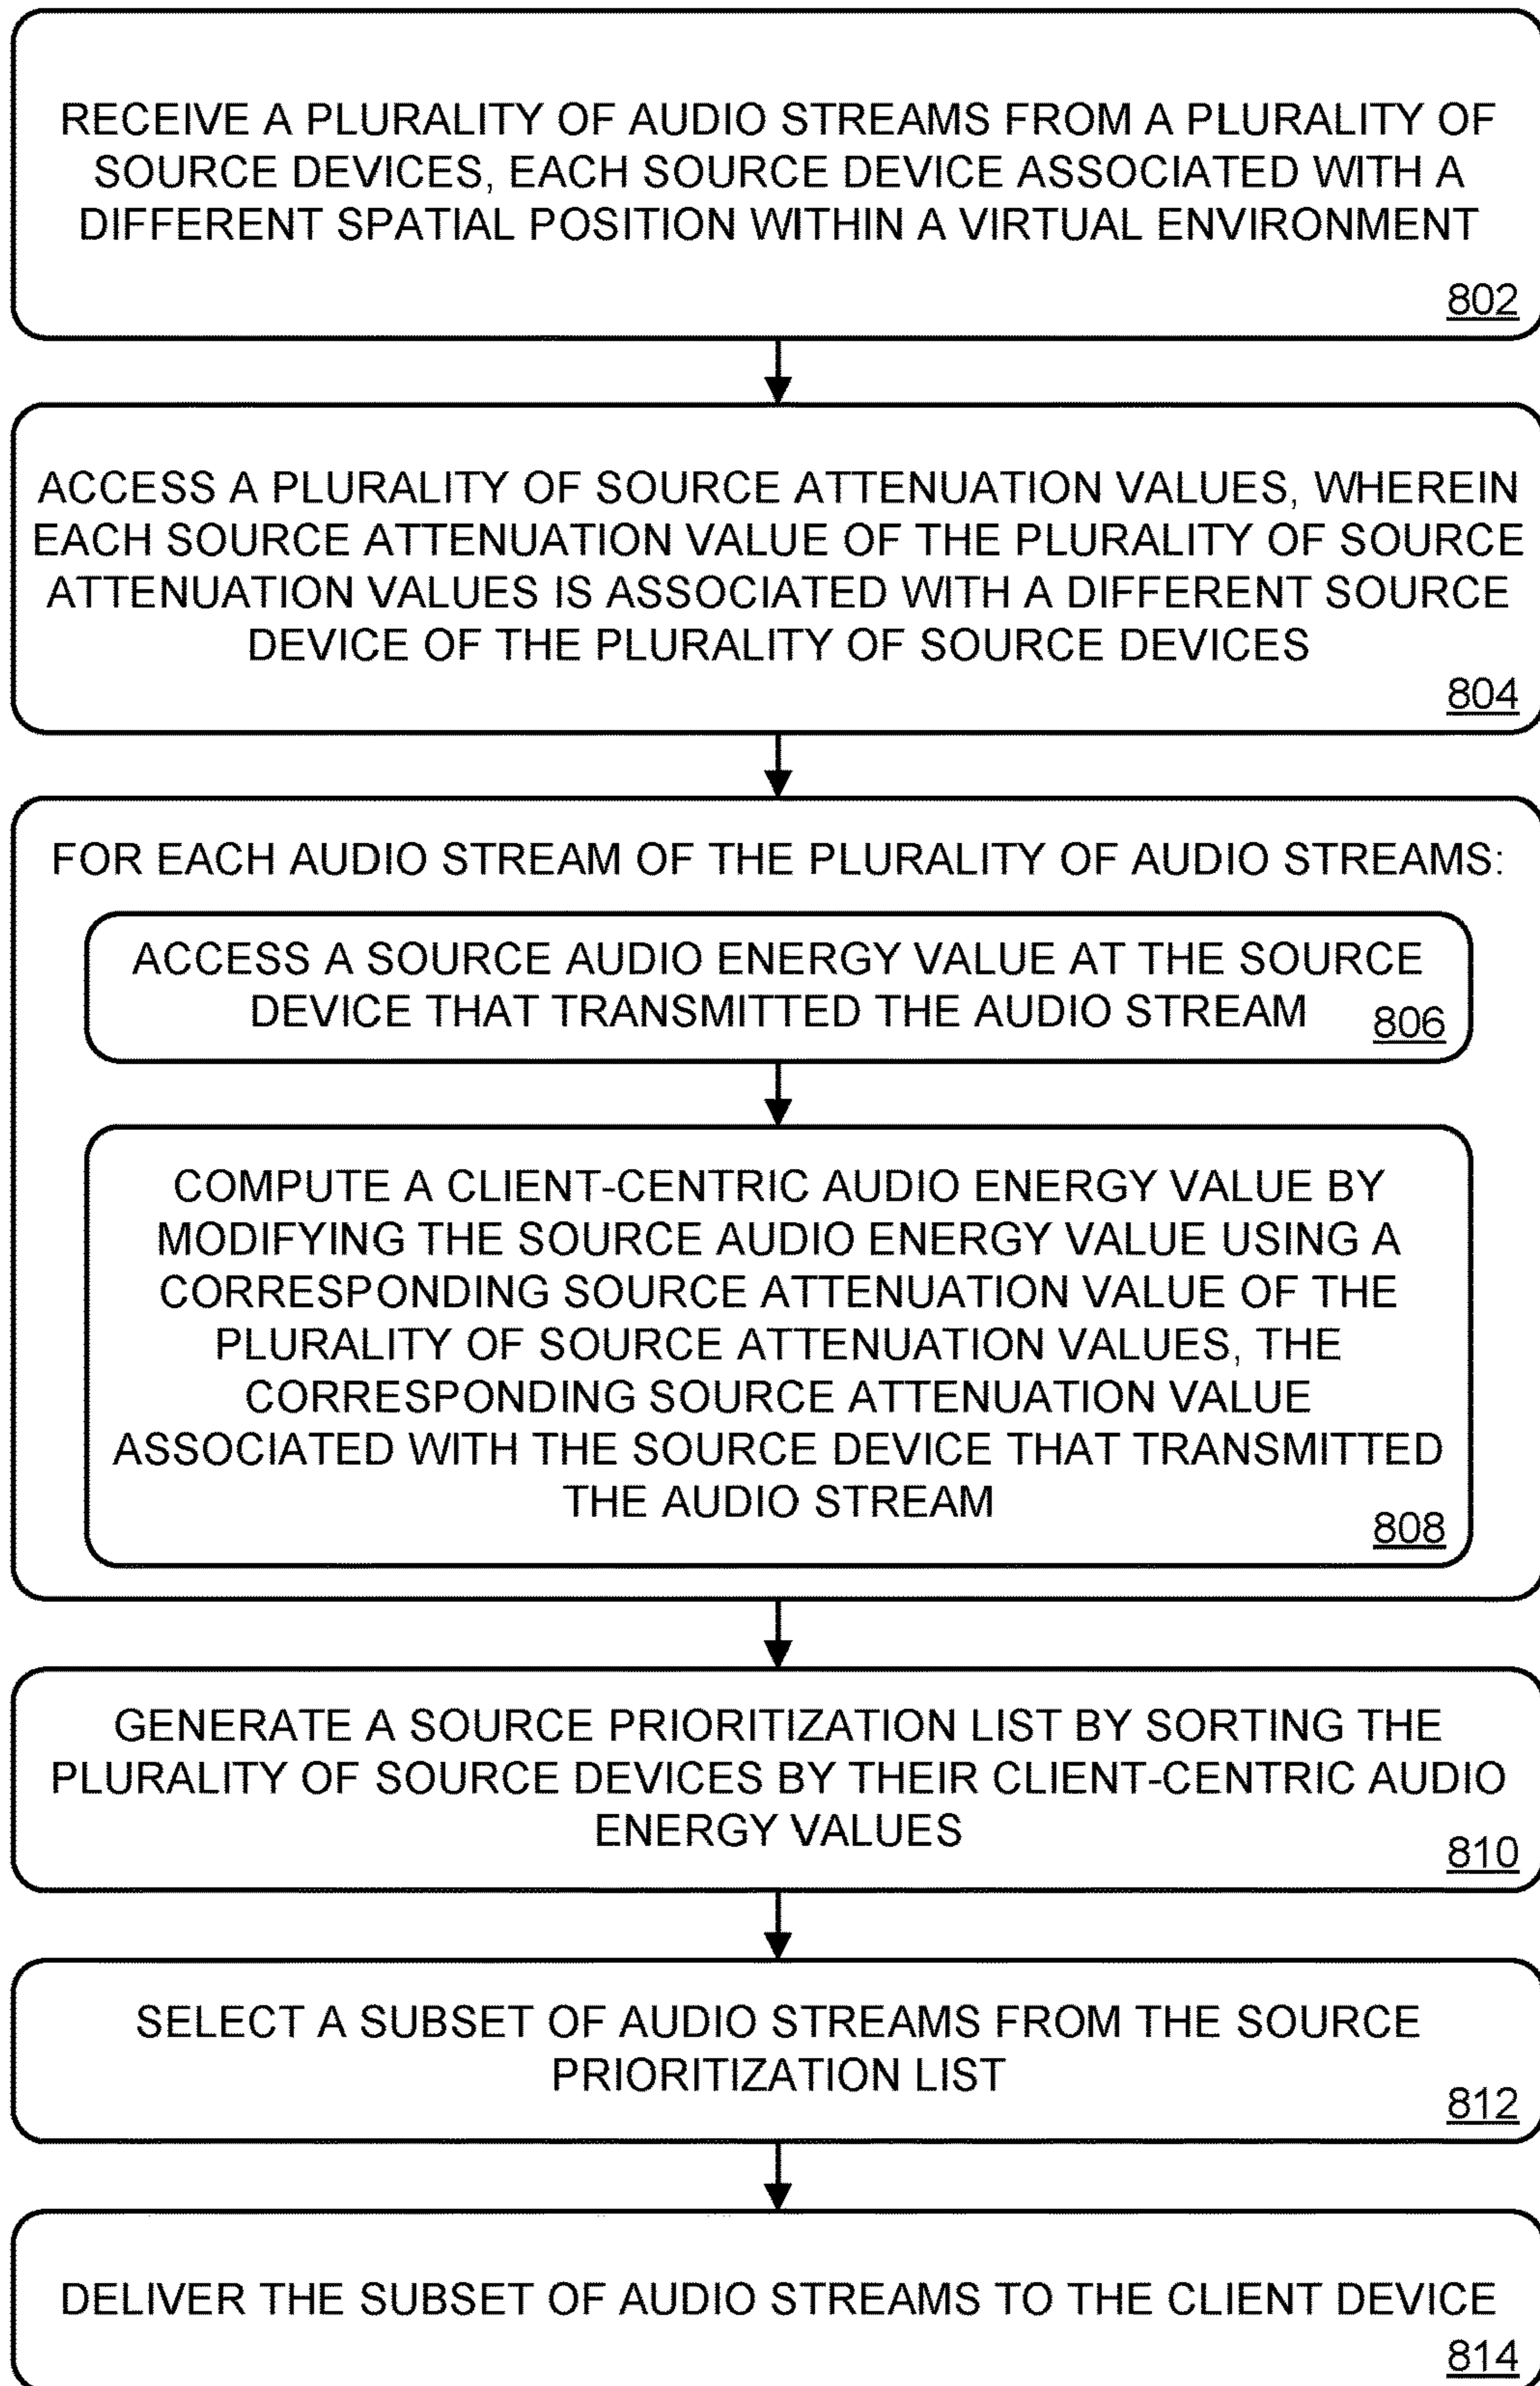 RECEIVE A PLURALITY OF AUDIO STREAMS FROM A PLURALITY OF
SOURCE DEVICES, EACH SOURCE DEVICE ASSOCIATED WITH A
DIFFERENT SPATIAL POSITION WITHIN A VIRTUAL ENVIRONMENT
802
ACCESS A PLURALITY OF SOURCE ATTENUATION VALUES, WHEREIN
EACH SOURCE ATTENUATION VALUE OF THE PLURALITY OF SOURCE
ATTENUATION VALUES IS ASSOCIATED WITH A DIFFERENT SOURCE
DEVICE OF THE PLURALITY OF SOURCE DEVICES
804
FOR EACH AUDIO STREAM OF THE PLURALITY OF AUDIO STREAMS:
ACCESS A SOURCE AUDIO ENERGY VALUE AT THE SOURCE
DEVICE THAT TRANSMITTED THE AUDIO STREAM
806
COMPUTE A CLIENT-CENTRIC AUDIO ENERGY VALUE BY
MODIFYING THE SOURCE AUDIO ENERGY VALUE USING A
CORRESPONDING SOURCE ATTENUATION VALUE OF THE
PLURALITY OF SOURCE ATTENUATION VALUES, THE
CORRESPONDING SOURCE ATTENUATION VALUE
ASSOCIATED WITH THE SOURCE DEVICE THAT TRANSMITTED
THE AUDIO STREAM
808
GENERATE A SOURCE PRIORITIZATION LIST BY SORTING THE
PLURALITY OF SOURCE DEVICES BY THEIR CLIENT-CENTRIC AUDIO
ENERGY VALUES
810
SELECT A SUBSET OF AUDIO STREAMS FROM THE SOURCE
PRIORITIZATION LIST
812
DELIVER THE SUBSET OF AUDIO STREAMS TO THE CLIENT DEVICE
814